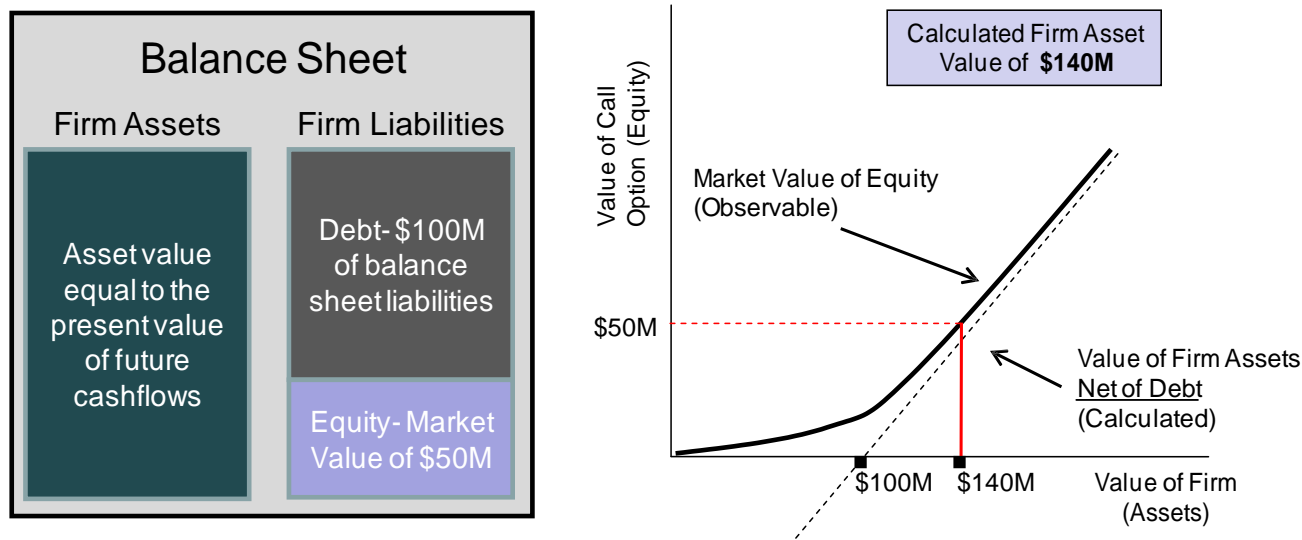 Balance Sheet
Firm Assets
Firm Liabilities
Asset value
equal to the
present value
of future
cashflows
Debt- $100M
of balance
sheet liabilities
Equity- Market
Value of $50M
Calculated Firm Asset
Value of $140M
Value of Call
Option (Equity)
Market Value of Equity
(Observable)
$50M
Value of Firm Assets
Net of Debt
(Calculated)
$100M
$140M
Value of Firm
(Assets)